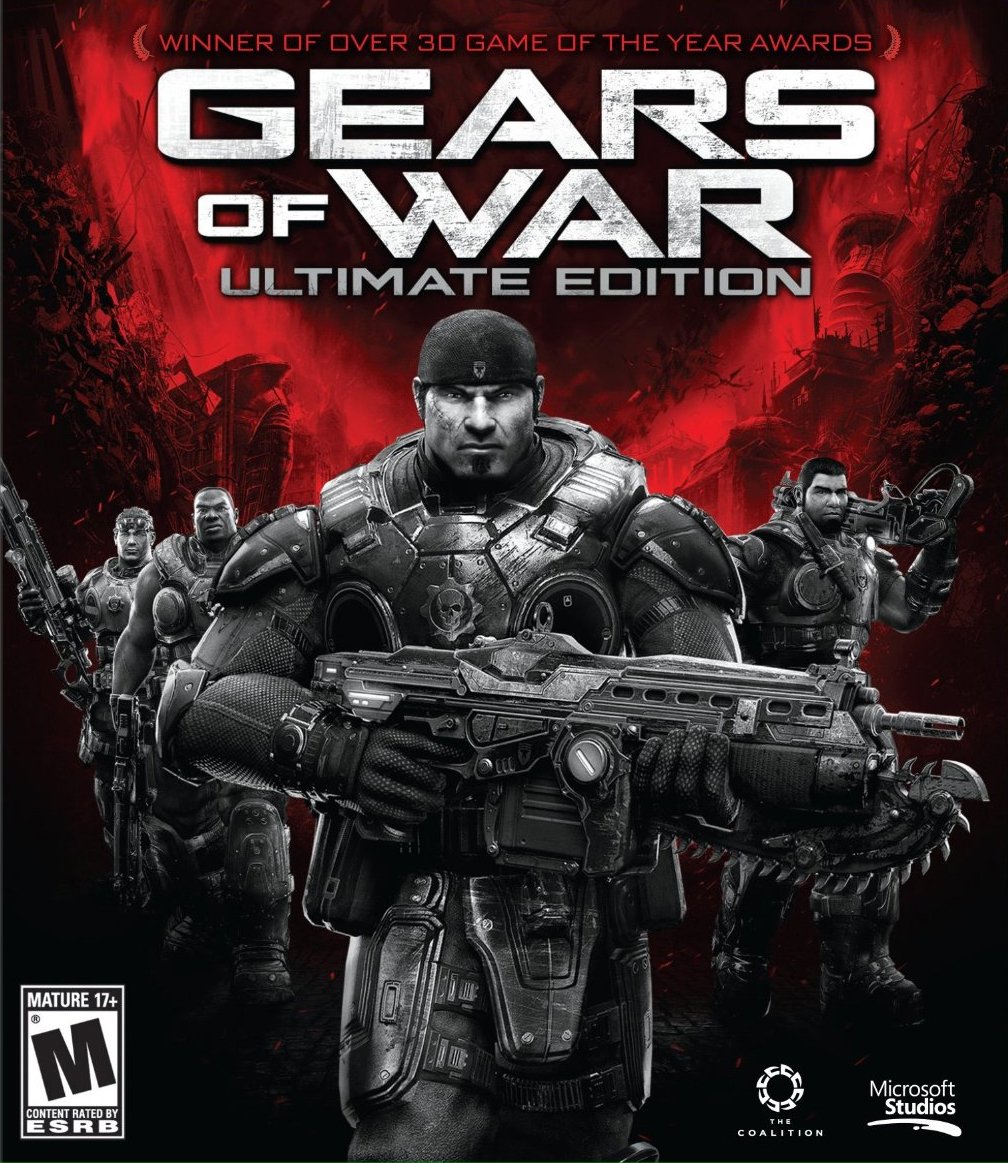 WINNER OF OVER 30 GAME OF THE YEAR AWARDS
GEARS
OF WAR
ULTIMATE EDITION
MATURE 17+
M
®
CONTENT RATED BY
ESRB
THE
COALITION
Microsoft
Studios